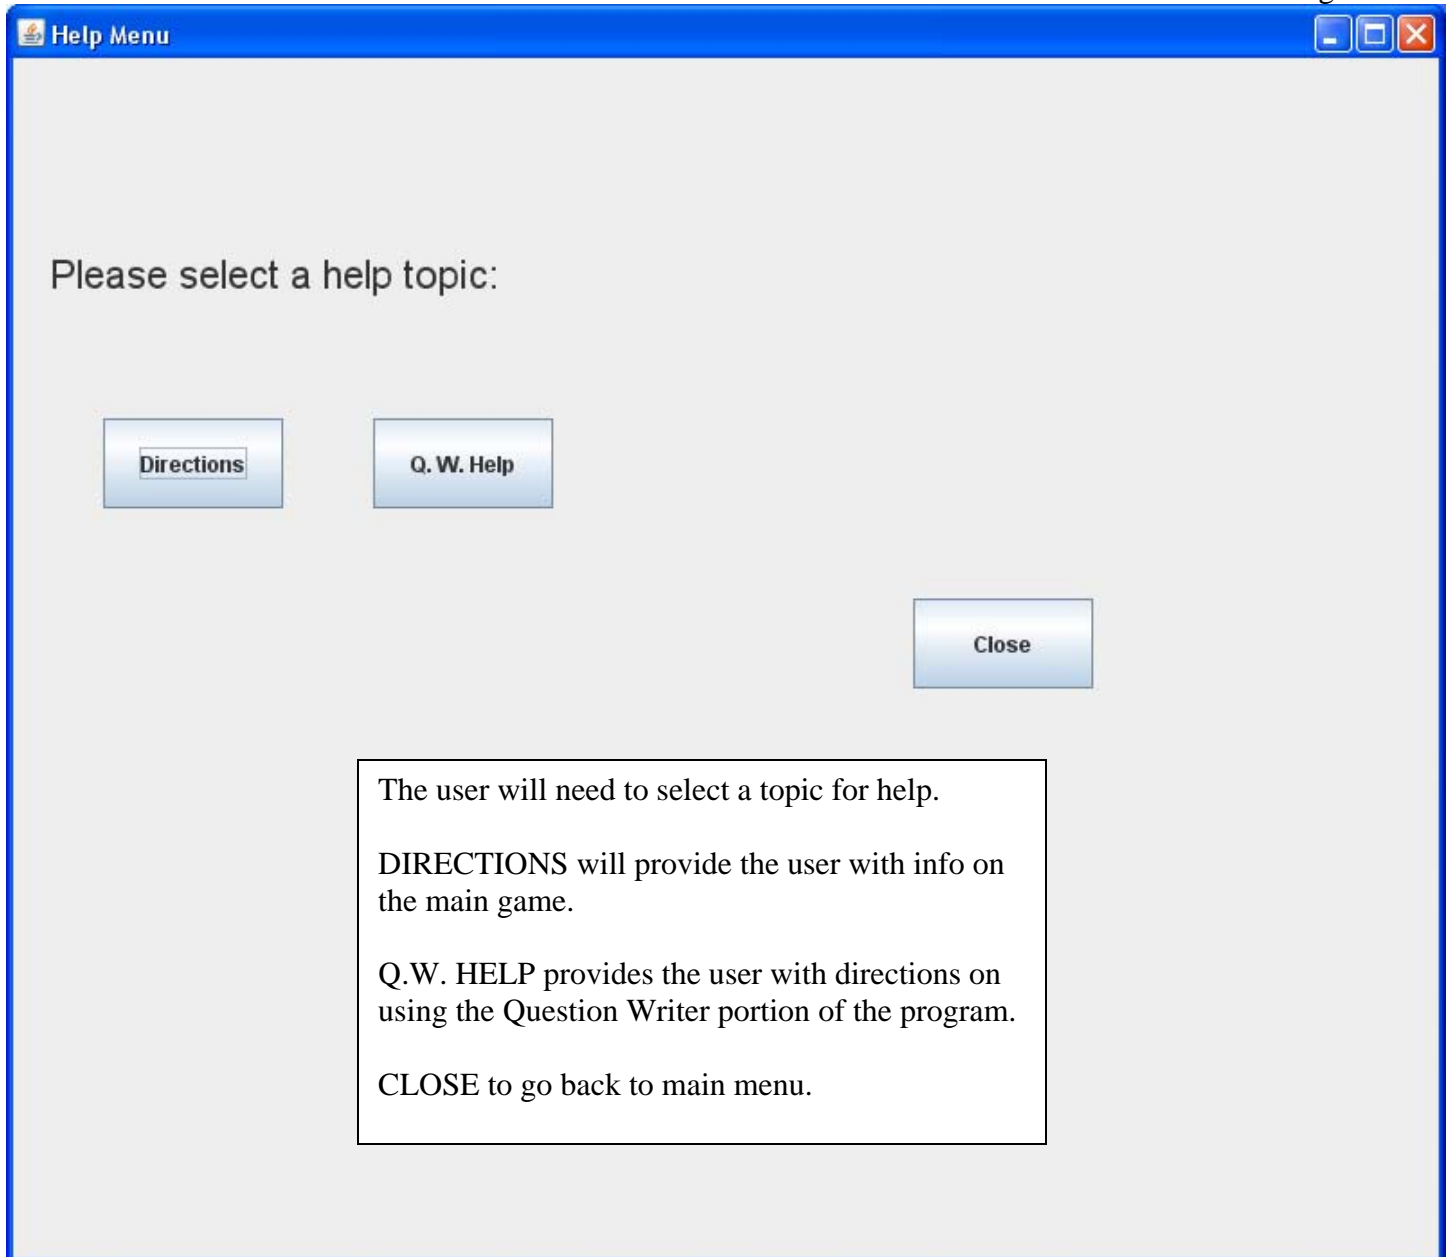 Help Menu
Please select a help topic:
Directions
Q. W. Help
Close
The user will need to select a topic for help.
DIRECTIONS will provide the user with info on
the main game.
Q.W. HELP provides the user with directions on
using the Question Writer portion of the program.
CLOSE to go back to main menu.